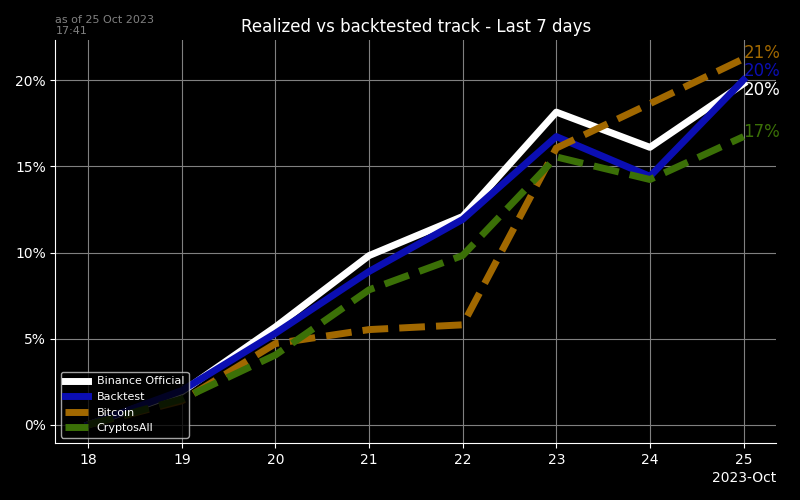 as of 25 Oct 2023
17:41
Realized vs backtested track - Last 7 days
21%
20%
20%
17%
20%
15%
10%
5%
0%
Binance Official
Backtest
Bitcoin
CryptosAll
18 19 20 21 22 23 24 25
2023-Oct